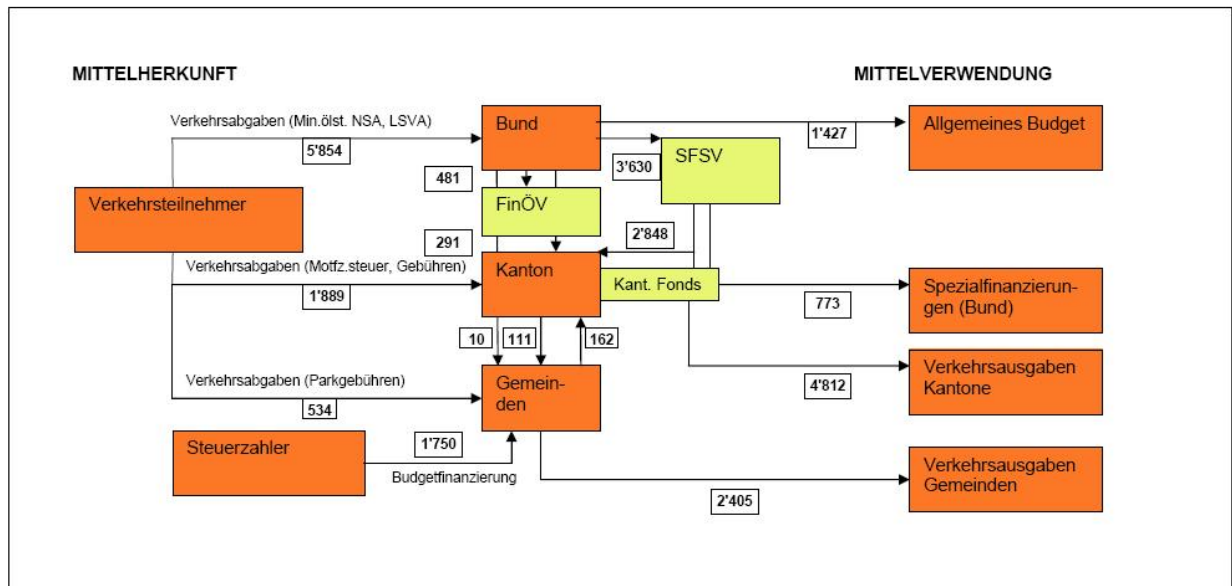 MITTELHERKUNFT
MITTELVERWENDUNG
Verkehrsabgaben (Min.ölst. NSA, LSVA)
5'854
Bund
1'427
Allgemeines Budget
3'630
SFSV
481
FinÖV
Verkehrsteilnehmer
291
2'848
Verkehrsabgaben (Motfz.steuer, Gebühren)
1'889
Kanton
Kant. Fonds
773
Spezialfinanzierun-
gen (Bund)
10
111
162
Verkehrsausgaben
Kantone
4'812
Verkehrsabgaben (Parkgebühren)
534
Gemein-
den
Steuerzahler
1'750
Budgetfinanzierung
2'405
Verkehrsausgaben
Gemeinden